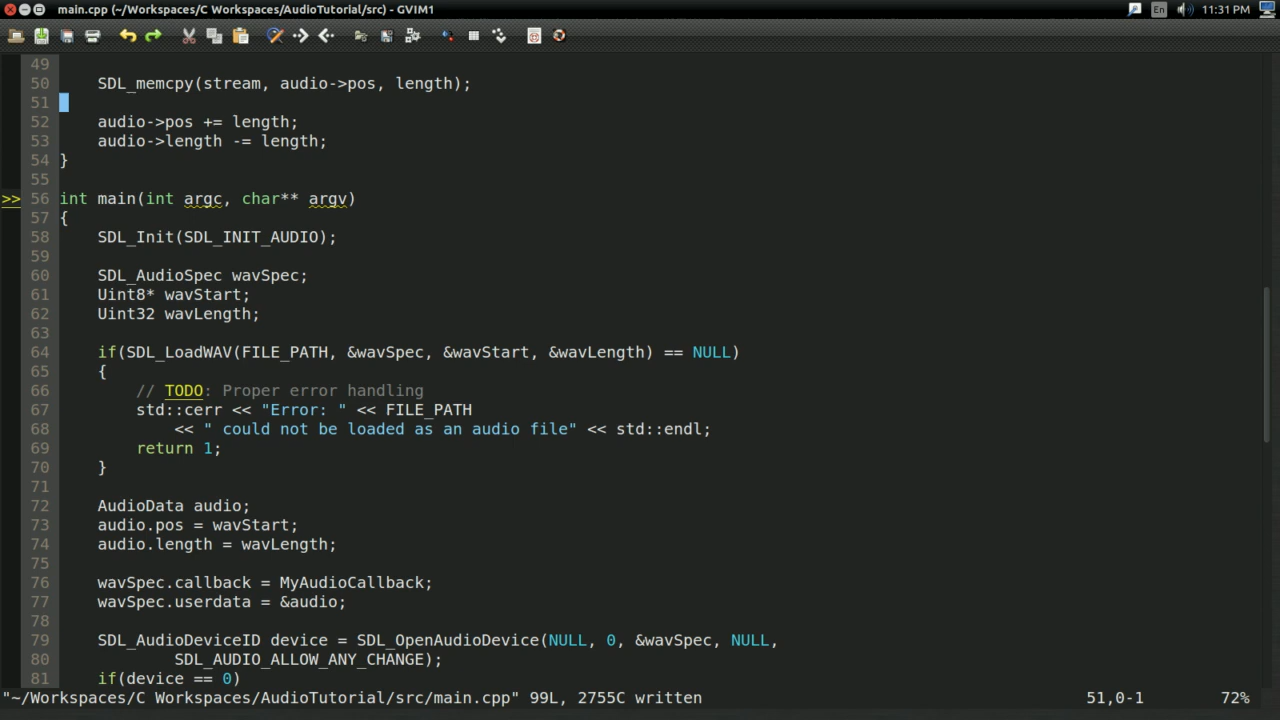 main.cpp (~/Workspaces/C Workspaces/AudioTutorial/src) - GVIM1
En
11:31 PM
49
50 SDL_memcpy(stream, audio->pos, length);
51
52 audio->pos += length;
53 audio->length -= length;
54 }
55
>> 56 int main(int argc, char** argv)
57 {
58 SDL_Init(SDL_INIT_AUDIO);
59
60 SDL_AudioSpec wavSpec;
61 Uint8* wavStart;
62 Uint32 wavLength;
63
64 if(SDL_LoadWAV(FILE_PATH, &wavSpec, &wavStart, &wavLength) == NULL)
65 {
66 // TODO: Proper error handling
67 std::cerr << "Error: " << FILE_PATH
68 << " could not be loaded as an audio file" << std::endl;
69 return 1;
70 }
71
72 AudioData audio;
73 audio.pos = wavStart;
74 audio.length = wavLength;
75
76 wavSpec.callback = MyAudioCallback;
77 wavSpec.userdata = &audio;
78
79 SDL_AudioDeviceID device = SDL_OpenAudioDevice(NULL, 0, &wavSpec, NULL,
80 SDL_AUDIO_ALLOW_ANY_CHANGE);
81 if(device == 0)
"~/Workspaces/C Workspaces/AudioTutorial/src/main.cpp" 99L, 2755C written 51,0-1 72%